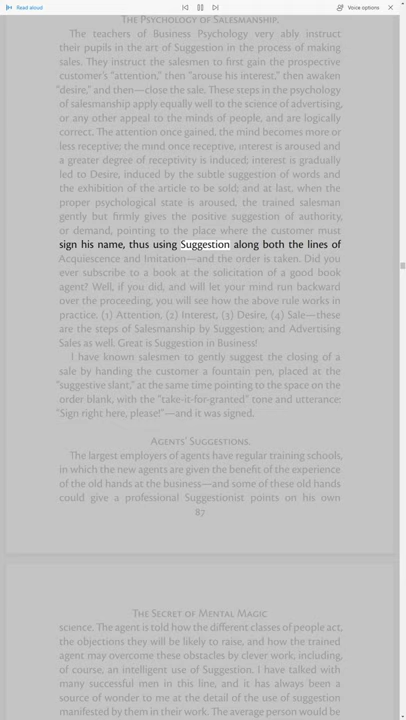 Read aloud
Voice options
THE PSYCHOLOGY OF SALESMANSHIP.
The teachers of Business Psychology very ably instruct
their pupils in the art of Suggestion in the process of making
sales. They instruct the salesmen to first gain the prospective
customer's "attention," then "arouse his interest," then awaken
"desire," and then—close the sale. These steps in the psychology
of salesmanship apply equally well to the science of advertising,
or any other appeal to the minds of people, and are logically
correct. The attention once gained, the mind becomes more or
less receptive; the mind once receptive, interest is aroused and
a greater degree of receptivity is induced; interest is gradually
led to Desire, induced by the subtle suggestion of words and
the exhibition of the article to be sold; and at last, when the
proper psychological state is aroused, the trained salesman
gently but firmly gives the positive suggestion of authority,
or demand, pointing to the place where the customer must
sign his name, thus using Suggestion along both the lines of
Acquiescence and Imitation—and the order is taken. Did you
ever subscribe to a book at the solicitation of a good book
agent? Well, if you did, and will let your mind run backward
over the proceeding, you will see how the above rule works in
practice. (1) Attention, (2) Interest, (3) Desire, (4) Sale—these
are the steps of Salesmanship by Suggestion; and Advertising
Sales as well. Great is Suggestion in Business!
I have known salesmen to gently suggest the closing of a
sale by handing the customer a fountain pen, placed at the
"suggestive slant," at the same time pointing to the space on the
order blank, with the "take-it-for-granted" tone and utterance:
"Sign right here, please!"—and it was signed.
AGENTS' SUGGESTIONS.
The largest employers of agents have regular training schools,
in which the new agents are given the benefit of the experience
of the old hands at the business—and some of these old hands
could give a professional Suggestionist points on his own
87
THE SECRET OF MENTAL MAGIC
science. The agent is told how the different classes of people act,
the objections they will be likely to raise, and how the trained
agent may overcome these obstacles by clever work, including,
of course, an intelligent use of Suggestion. I have talked with
many successful men in this line, and it has always been a
source of wonder to me at the detail of the use of suggestion
manifested by them in their work. The average person would be